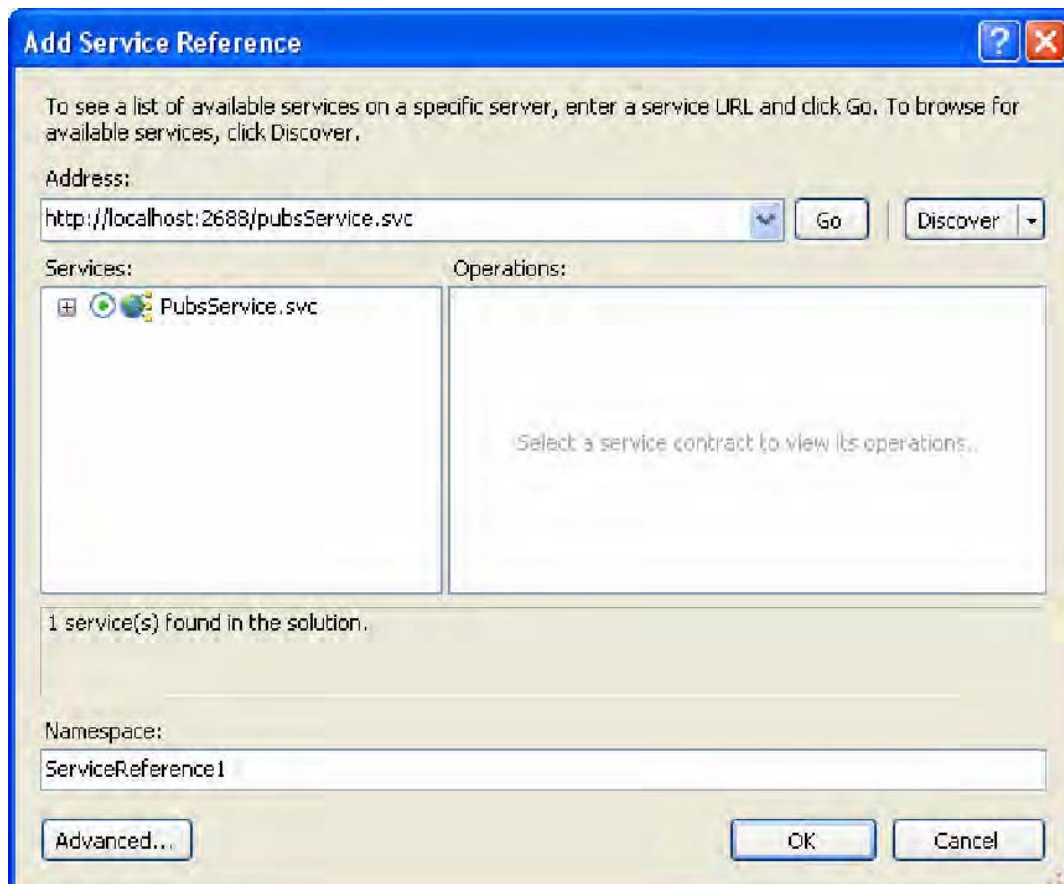 Add Service Reference
To see a list of available services on a specific server, enter a service URL and click Go. To browse for
available services, click Discover.
Address:
http://localhost:2688/pubsService.svc
Go
Discover
Services:
Operations:
PubsService.svc
Select a service contract to view its operations.
1 service(s) found in the solution.
Namespace:
ServiceReference1
Advanced...
OK
Cancel